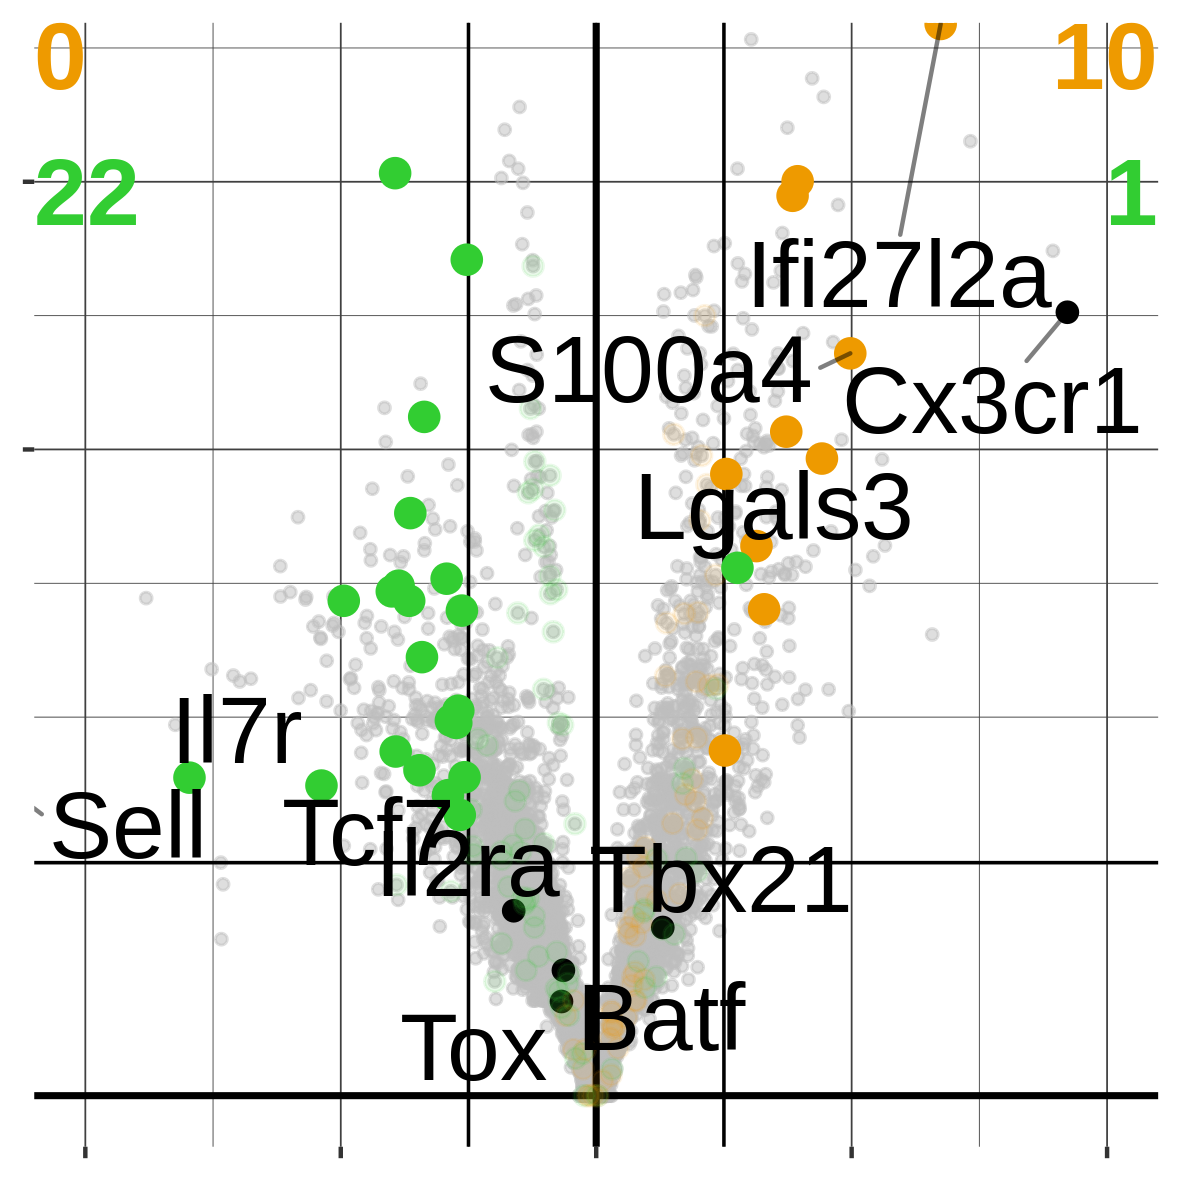 0 10
22 1
Ifi27l2a
S100a4
Cx3cr1
Lgals3
Il7r
Sell
Tcf7
Il2ra
Tbx21
Batf
Tox